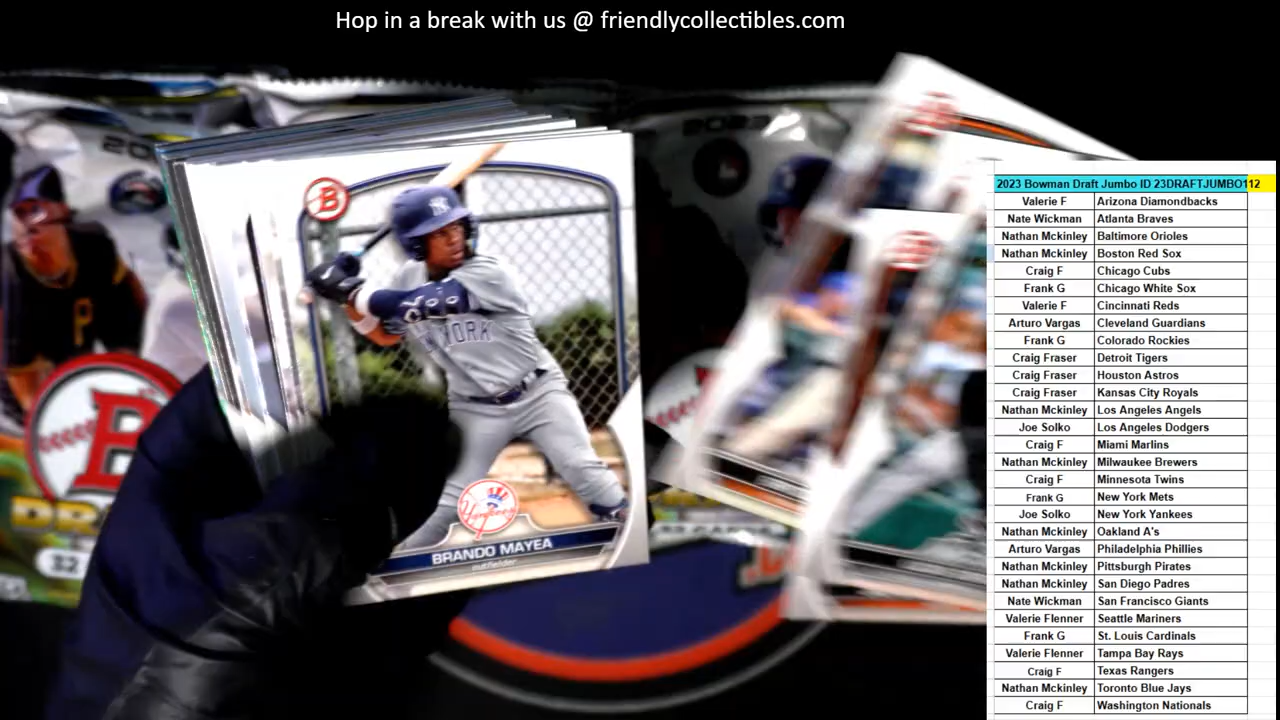 Hop in a break with us @ friendlycollectibles.com
2023 Bowman Draft Jumbo ID 23DRAFTJUMBO112
Valerie F Arizona Diamondbacks
Nate Wickman Atlanta Braves
Nathan Mckinley Baltimore Orioles
Nathan Mckinley Boston Red Sox
Craig F Chicago Cubs
Frank G Chicago White Sox
Valerie F Cincinnati Reds
Arturo Vargas Cleveland Guardians
Frank G Colorado Rockies
Craig Fraser Detroit Tigers
Craig Fraser Houston Astros
Craig Fraser Kansas City Royals
Nathan Mckinley Los Angeles Angels
Joe Solko Los Angeles Dodgers
Craig F Miami Marlins
Nathan Mckinley Milwaukee Brewers
Craig F Minnesota Twins
Frank G New York Mets
Joe Solko New York Yankees
Nathan Mckinley Oakland A's
Arturo Vargas Philadelphia Phillies
Nathan Mckinley Pittsburgh Pirates
Nathan Mckinley San Diego Padres
Nate Wickman San Francisco Giants
Valerie Flenner Seattle Mariners
Frank G St. Louis Cardinals
Valerie Flenner Tampa Bay Rays
Craig F Texas Rangers
Nathan Mckinley Toronto Blue Jays
Craig F Washington Nationals
B
YORK
Yankees
BRANDO MAYEA
outfielder
P
B
32